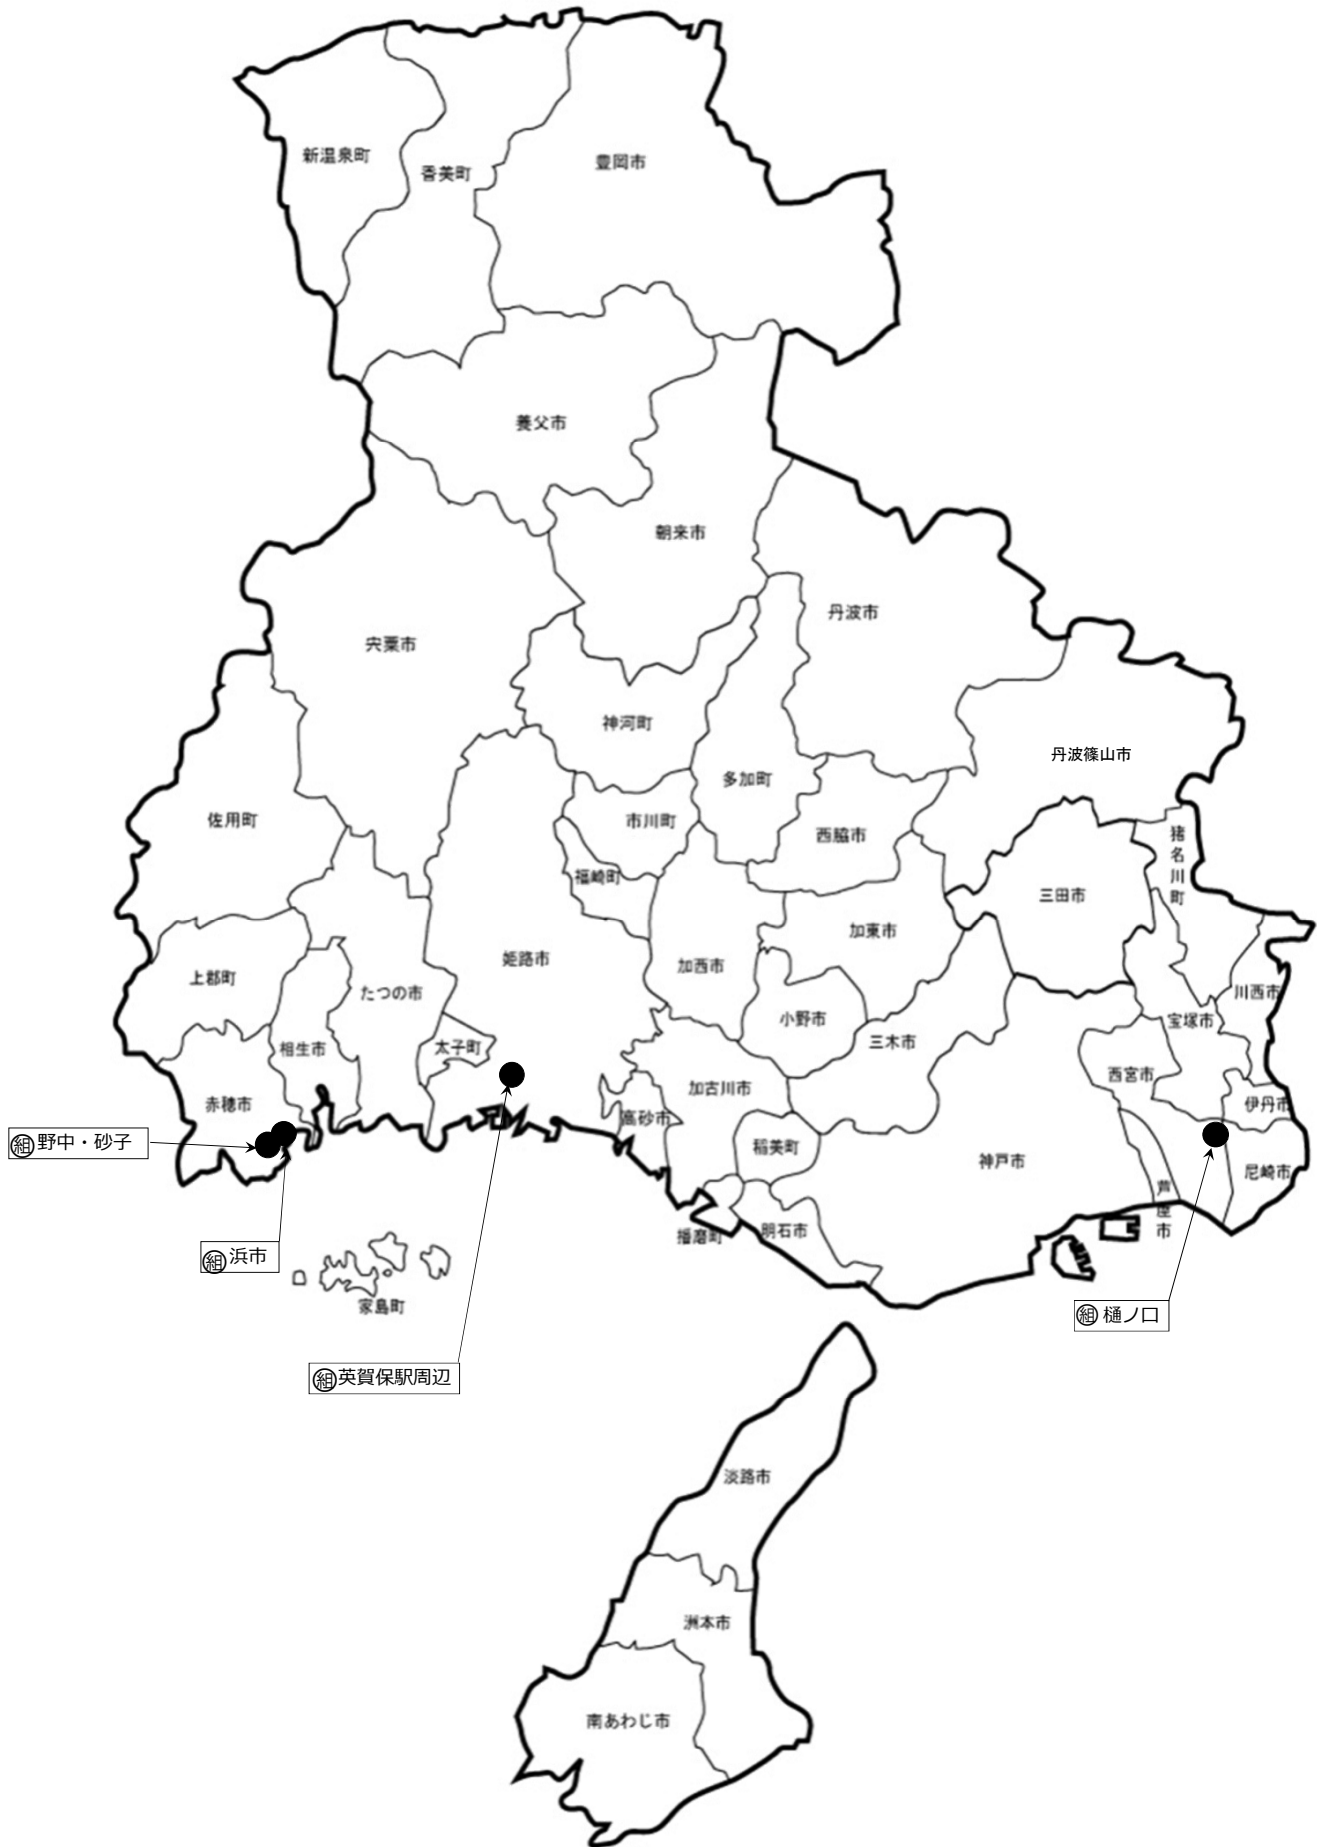 新温泉町
香美町
豊岡市
養父市
朝来市
丹波市
宍粟市
神河町
丹波篠山市
多加町
佐用町
市川町
西脇市
猪名川町
福崎町
三田市
加東市
姫路市
加西市
上郡町
たつの市
川西市
小野市
宝塚市
三木市
相生市
太子町
西宮市
加古川市
赤穂市
伊丹市
高砂市
㊤野中・砂子
稲美町
神戸市
尼崎市
芦屋市
播磨町
明石市
組浜市
家島町
組樋ノ口
組英賀保駅周辺
淡路市
洲本市
南あわじ市